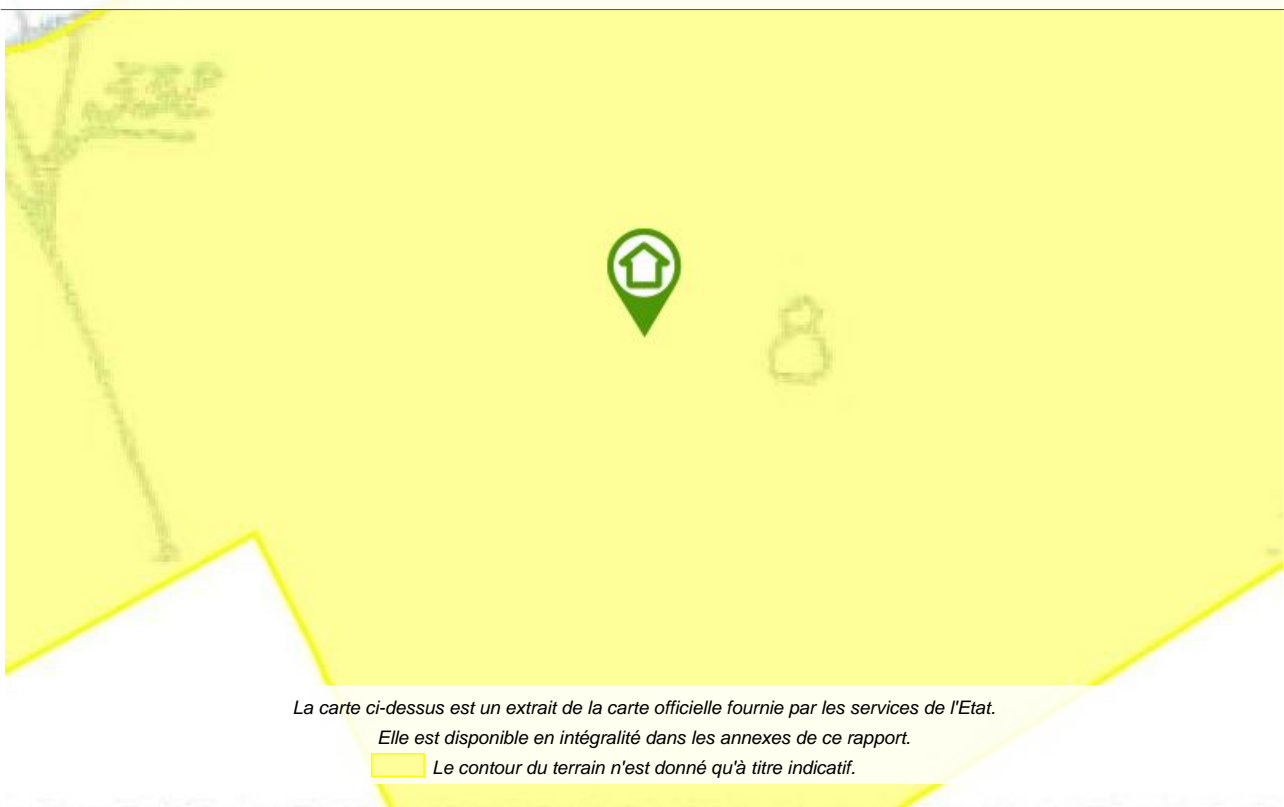 La carte ci-dessus est un extrait de la carte officielle fournie par les services de l'Etat.
Elle est disponible en intégralité dans les annexes de ce rapport.
Le contour du terrain n'est donné qu'à titre indicatif.